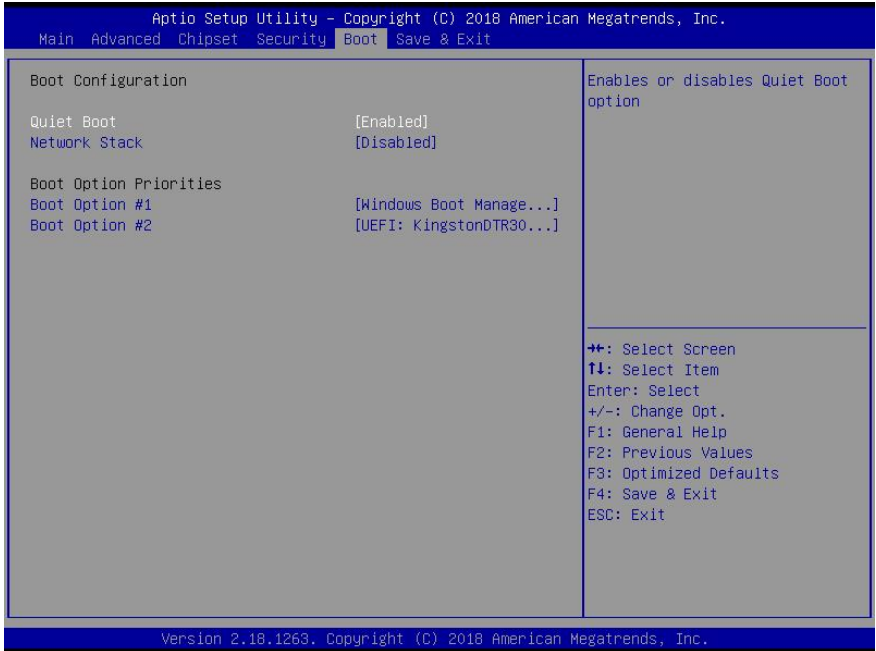 Aptio Setup Utility – Copyright (C) 2018 American Megatrends, Inc.
Main Advanced Chipset Security Boot Save & Exit
Boot Configuration
Quiet Boot [Enabled]
Network Stack [Disabled]
Boot Option Priorities
Boot Option #1 [Windows Boot Manage...]
Boot Option #2 [UEFI: KingstonDTR30...]
Enables or disables Quiet Boot
option
→←: Select Screen
↑↓: Select Item
Enter: Select
+/-: Change Opt.
F1: General Help
F2: Previous Values
F3: Optimized Defaults
F4: Save & Exit
ESC: Exit
Version 2.18.1263. Copyright (C) 2018 American Megatrends, Inc.